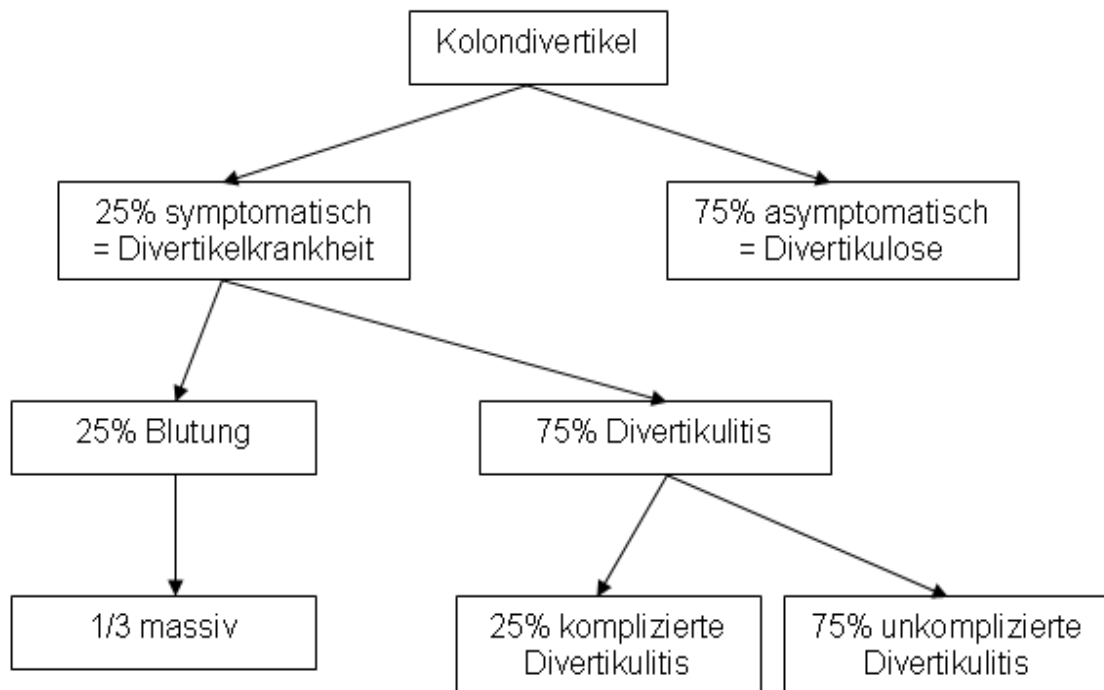 Kolondivertikel
25% symptomatisch
= Divertikelkrankheit
75% asymptomatisch
= Divertikulose
25% Blutung
75% Divertikulitis
1/3 massiv
25% komplizierte
Divertikulitis
75% unkomplizierte
Divertikulitis